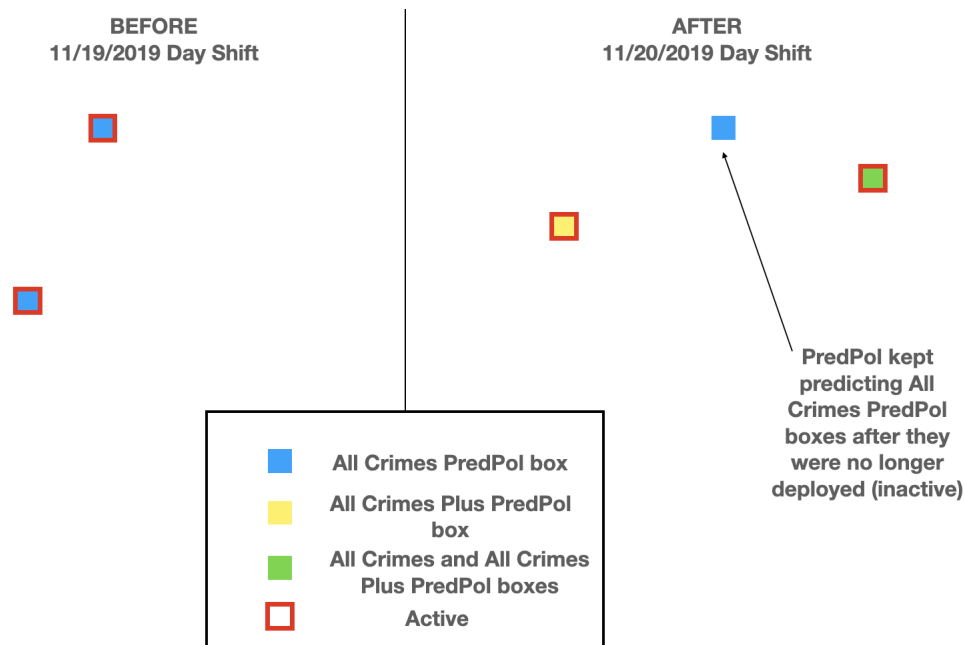 BEFORE
11/19/2019 Day Shift
AFTER
11/20/2019 Day Shift
PredPol kept
predicting All
Crimes PredPol
boxes after they
were no longer
deployed (inactive)
All Crimes PredPol box
All Crimes Plus PredPol
box
All Crimes and All Crimes
Plus PredPol boxes
Active